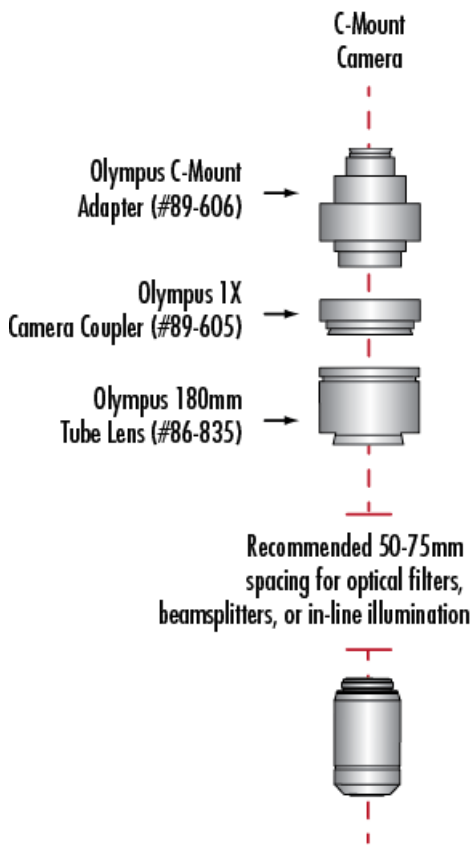 C-Mount
Camera
Olympus C-Mount
Adapter (#89-606)
Olympus 1X
Camera Coupler (#89-605)
Olympus 180mm
Tube Lens (#86-835)
Recommended 50-75mm
spacing for optical filters,
beamsplitters, or in-line illumination